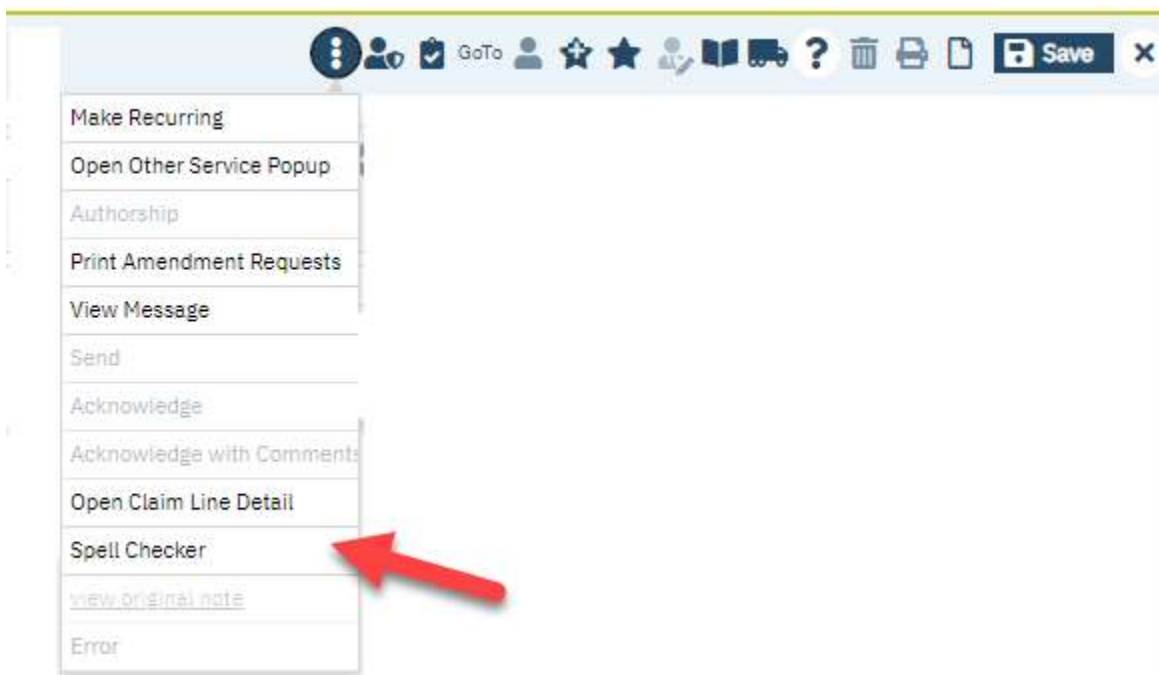 GoTo Save
Make Recurring
Open Other Service Popup
Authorship
Print Amendment Requests
View Message
Send
Acknowledge
Acknowledge with Comments
Open Claim Line Detail
Spell Checker
view original note
Error